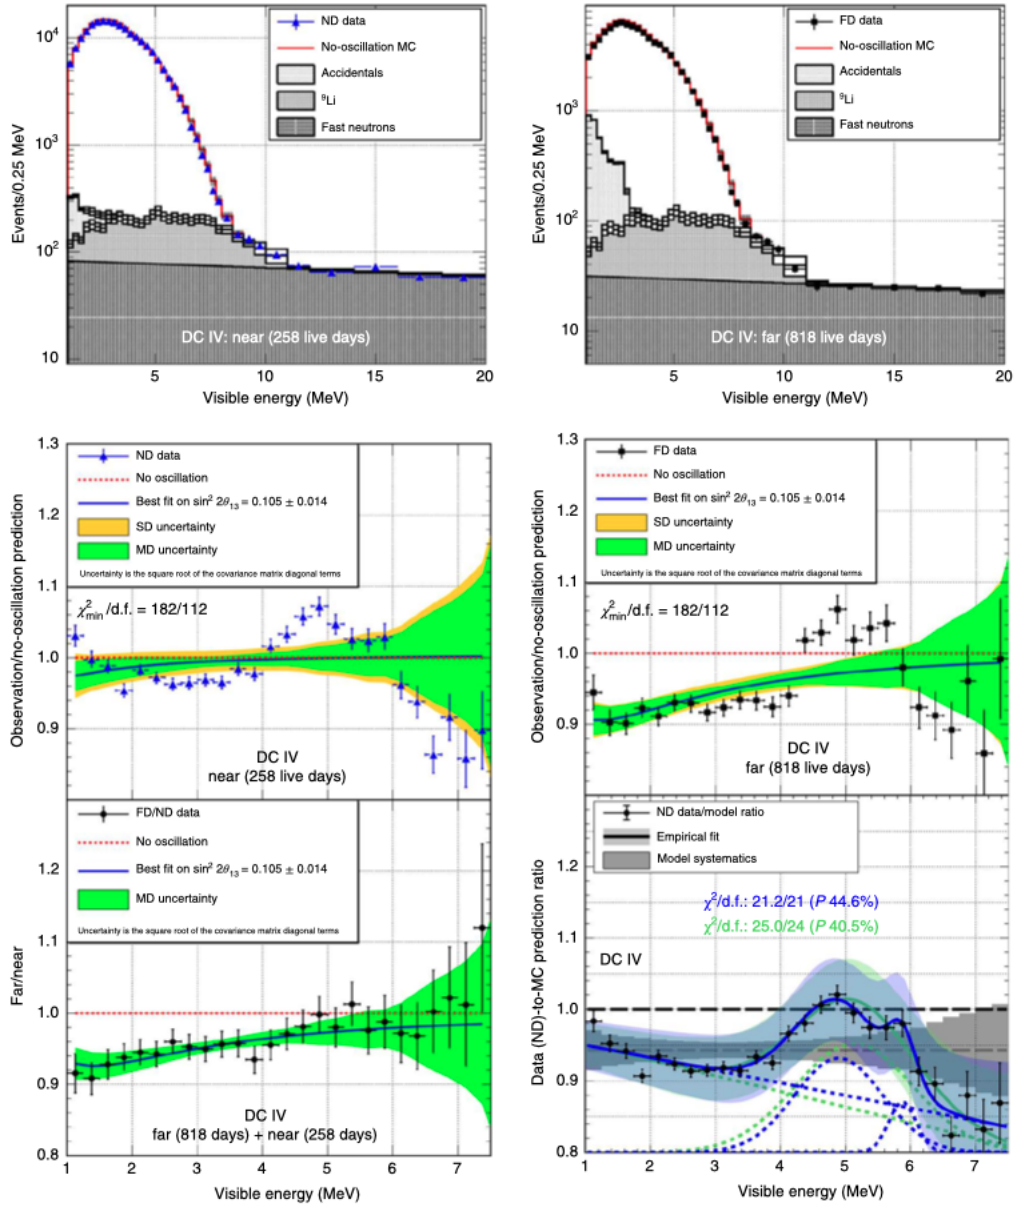 ND data
No-oscillation MC
Accidentals
⁹Li
Fast neutrons
Events/0.25 MeV
10⁴
10³
10²
10
DC IV: near (258 live days)
5 10 15 20
Visible energy (MeV)
FD data
No-oscillation MC
Accidentals
⁹Li
Fast neutrons
Events/0.25 MeV
10³
10²
10
DC IV: far (818 live days)
5 10 15 20
Visible energy (MeV)
1.3
1.2
1.1
1.0
0.9
Observation/no-oscillation prediction
ND data
No oscillation
Best fit on sin² 2θ₁₃ = 0.105 ± 0.014
SD uncertainty
MD uncertainty
Uncertainty is the square root of the covariance matrix diagonal terms
χ²min/d.f. = 182/112
DC IV
near (258 live days)
1.3
1.2
1.1
1.0
0.9
Observation/no-oscillation prediction
FD data
No oscillation
Best fit on sin² 2θ₁₃ = 0.105 ± 0.014
SD uncertainty
MD uncertainty
Uncertainty is the square root of the covariance matrix diagonal terms
χ²min/d.f. = 182/112
DC IV
far (818 live days)
1.2
1.1
1.0
0.9
0.8
Far/near
FD/ND data
No oscillation
Best fit on sin² 2θ₁₃ = 0.105 ± 0.014
MD uncertainty
Uncertainty is the square root of the covariance matrix diagonal terms
DC IV
far (818 days) + near (258 days)
1 2 3 4 5 6 7
Visible energy (MeV)
1.2
1.1
1.0
0.9
0.8
Data (ND)-to-MC prediction ratio
ND data/model ratio
Empirical fit
Model systematics
χ²/d.f.: 21.2/21 (P 44.6%)
χ²/d.f.: 25.0/24 (P 40.5%)
DC IV
1 2 3 4 5 6 7
Visible energy (MeV)